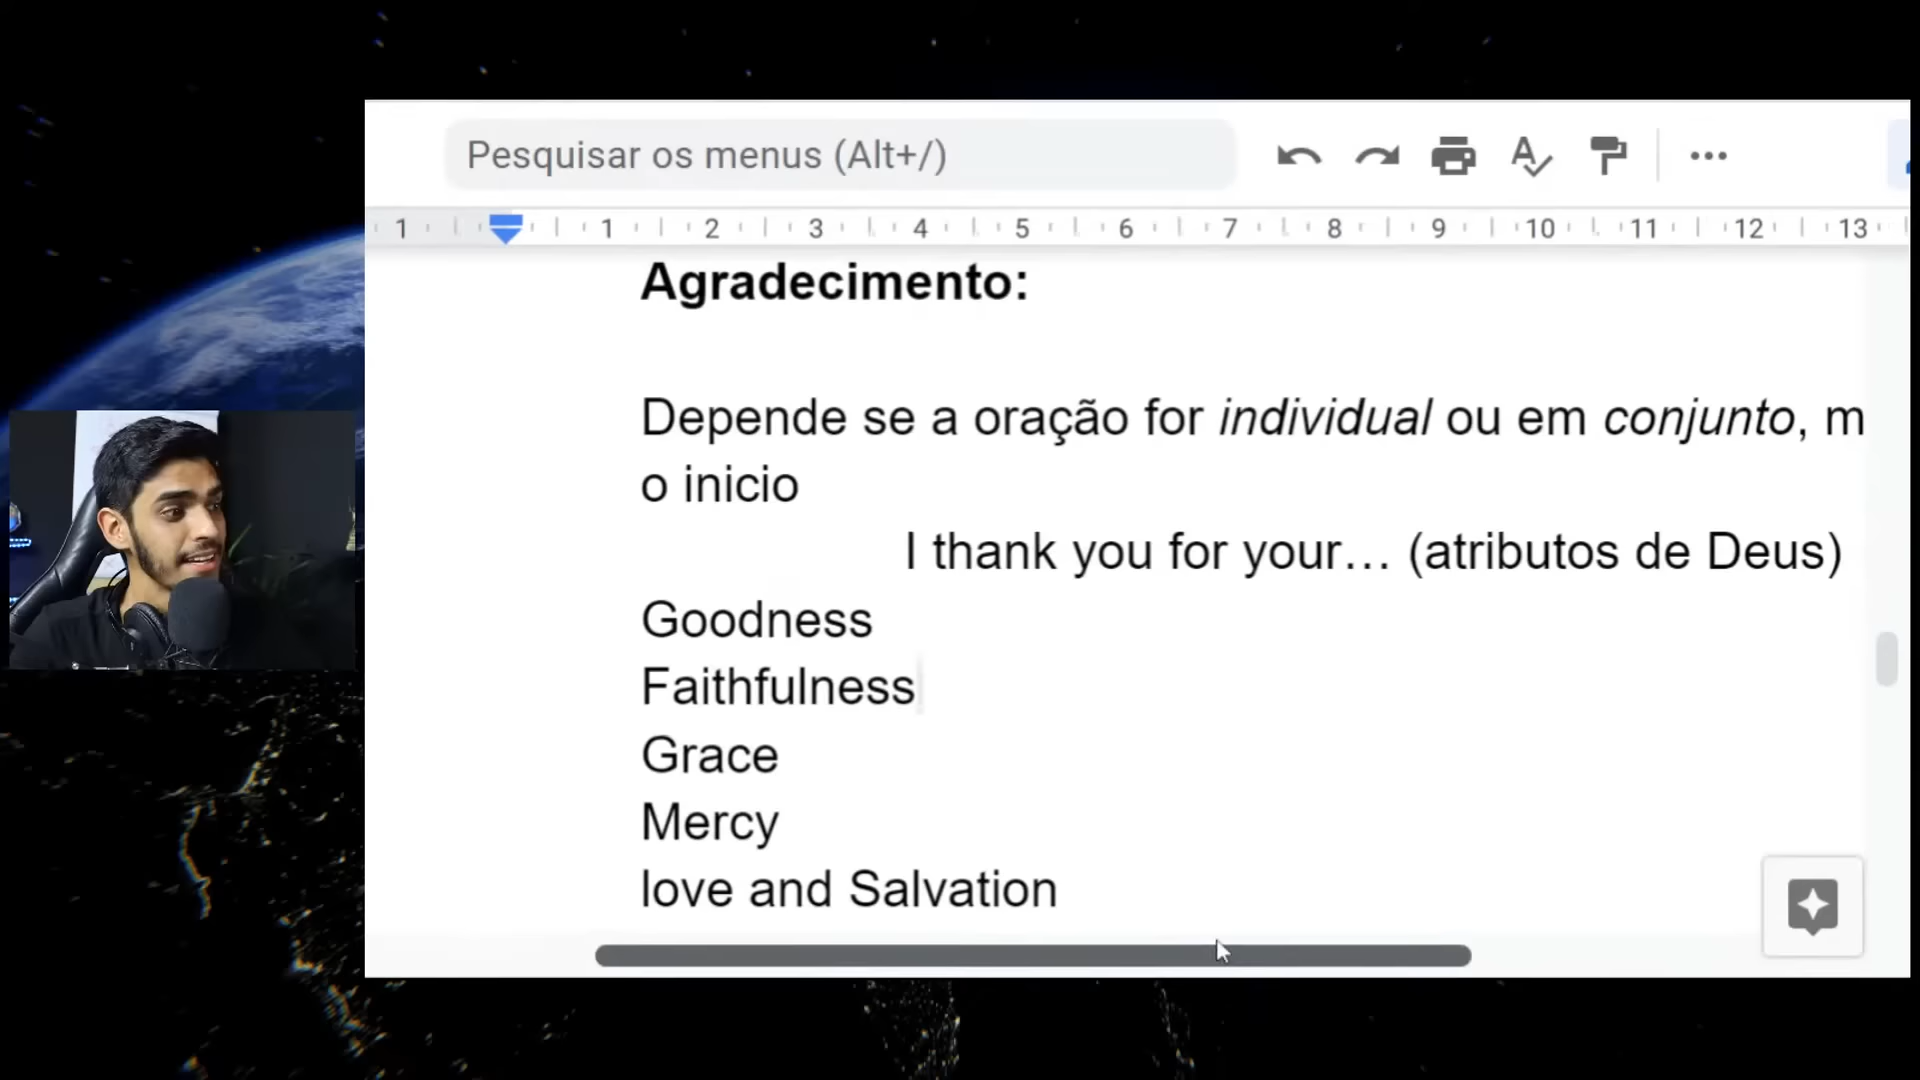 Pesquisar os menus (Alt+/)
1 1 2 3 4 5 6 7 8 9 10 11 12 13
Agradecimento:
Depende se a oração for individual ou em conjunto, m
o inicio
I thank you for your… (atributos de Deus)
Goodness
Faithfulness
Grace
Mercy
love and Salvation